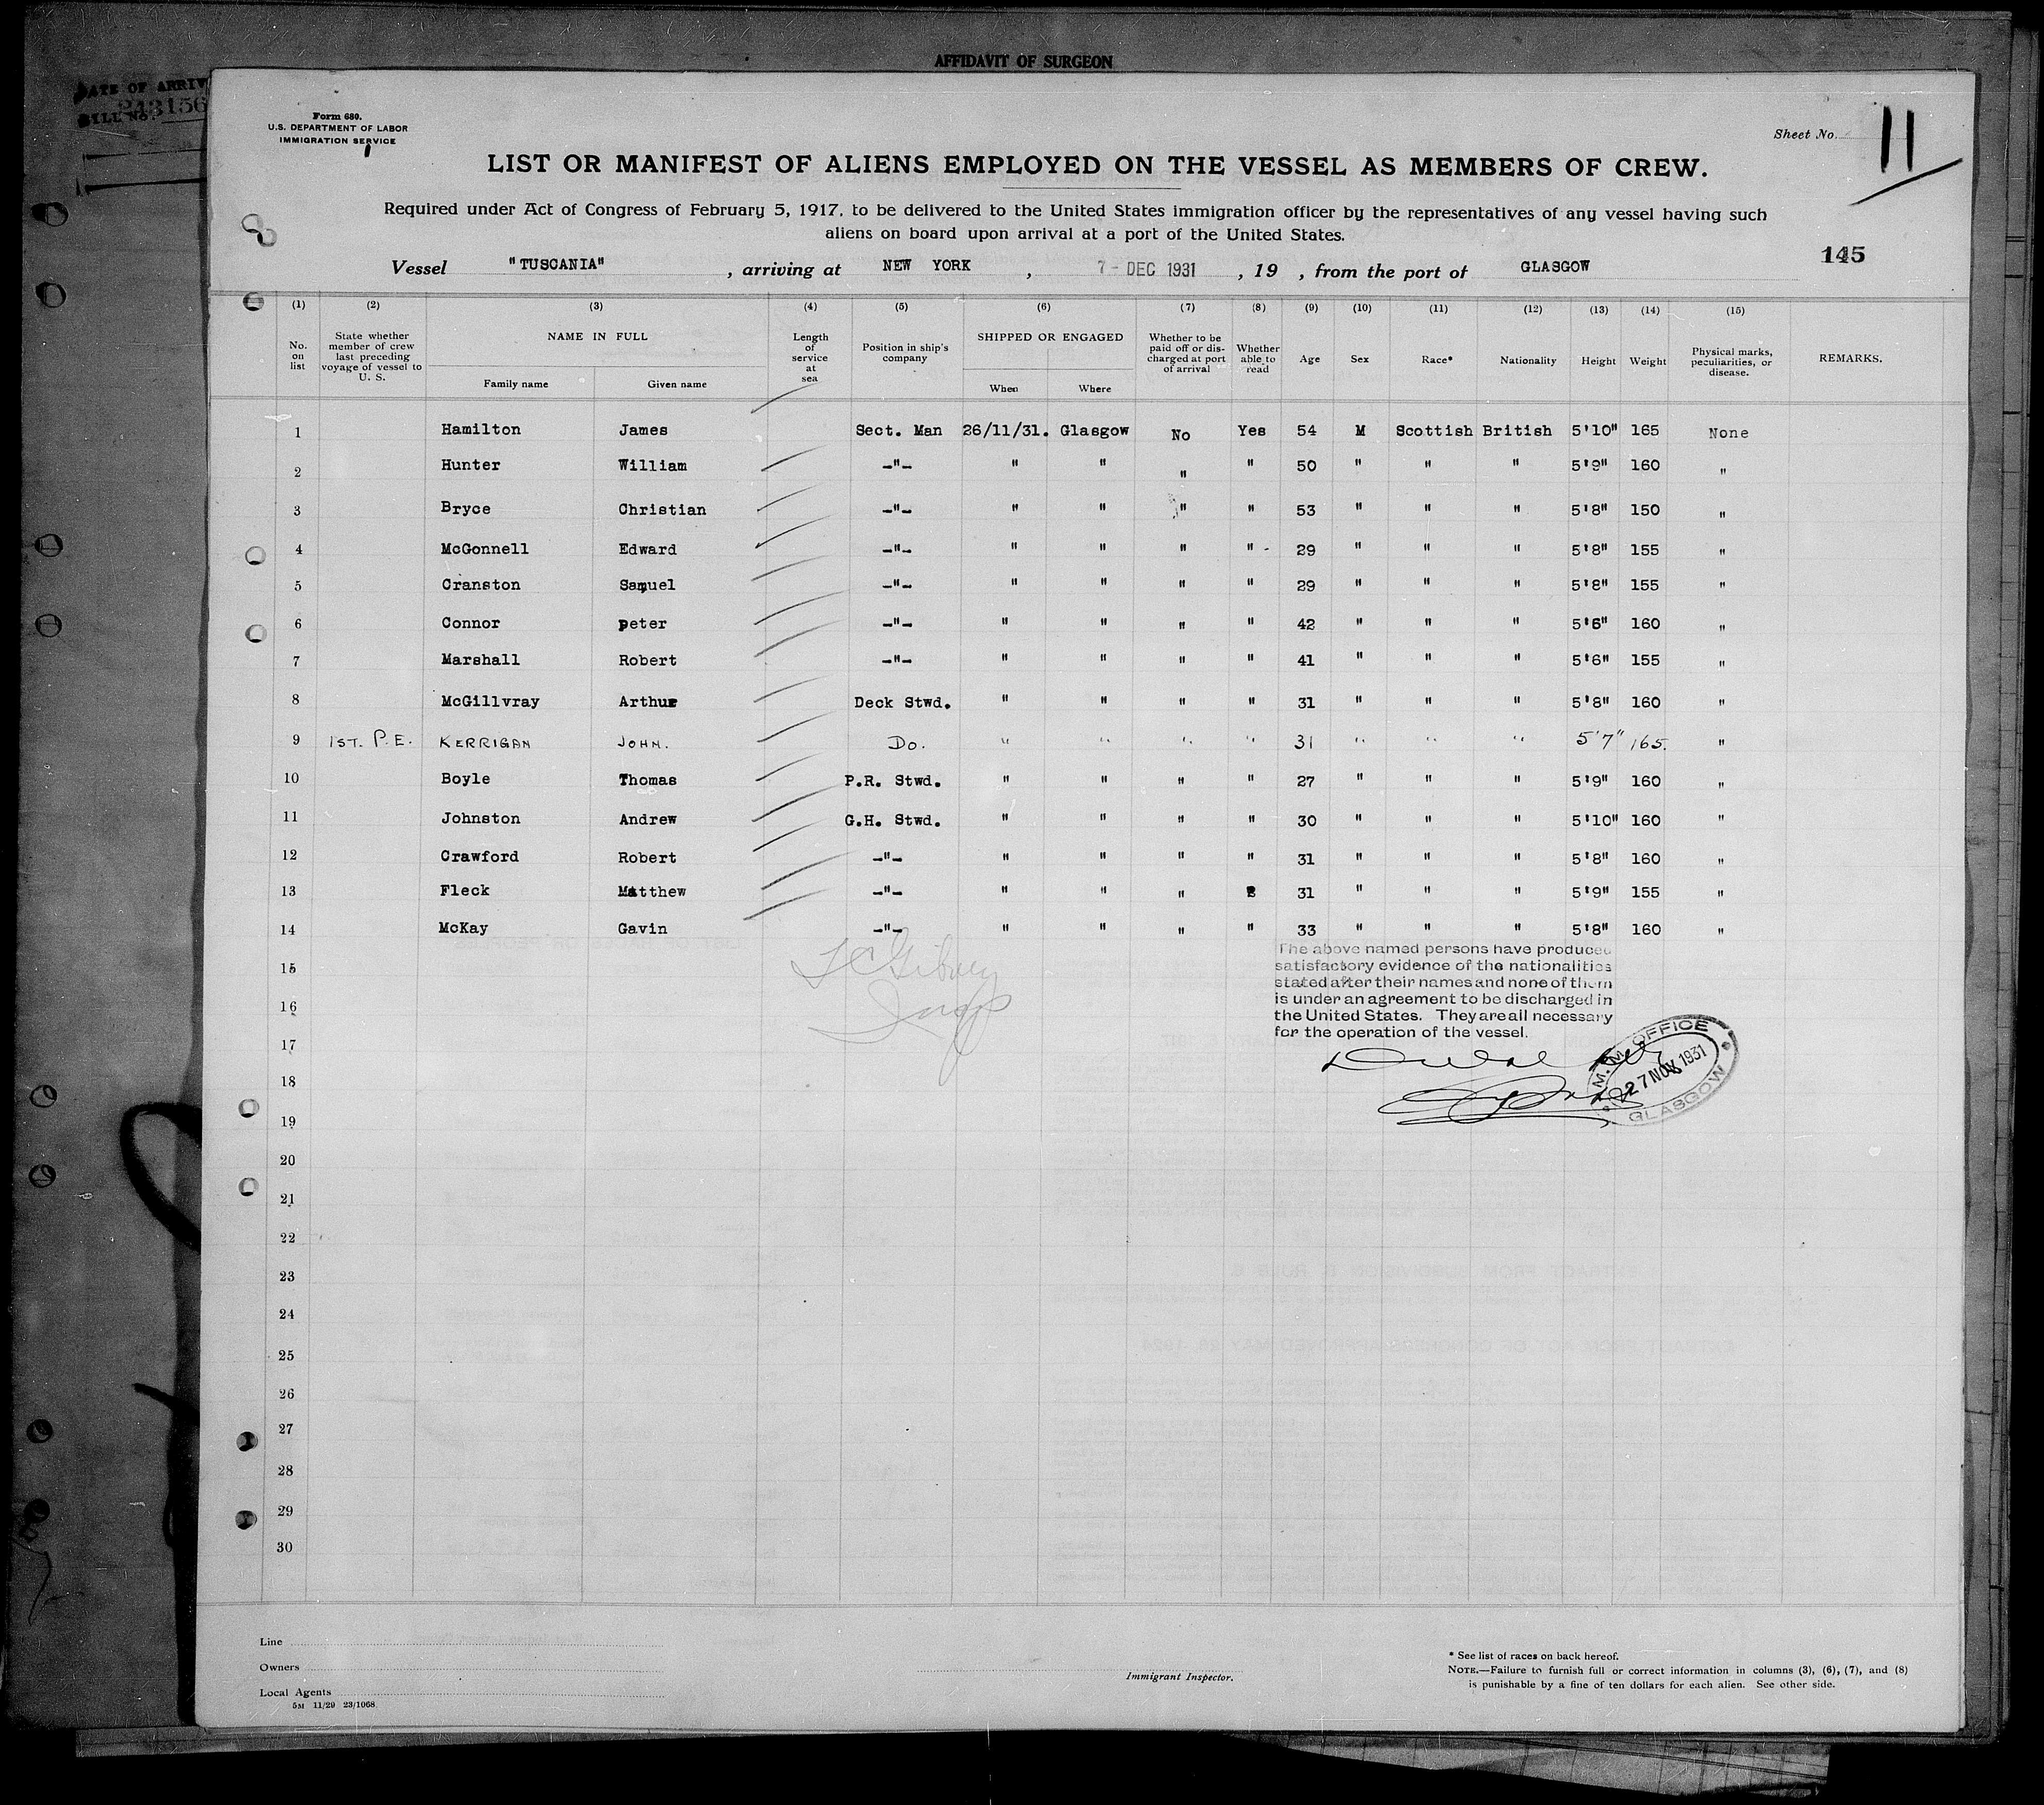 AFFIDAVIT OF SURGEON
DATE OF ARRIV
BILL No. 243156
Form 680.
U.S. DEPARTMENT OF LABOR
IMMIGRATION SERVICE
Sheet No. 11
LIST OR MANIFEST OF ALIENS EMPLOYED ON THE VESSEL AS MEMBERS OF CREW.
Required under Act of Congress of February 5, 1917, to be delivered to the United States immigration officer by the representatives of any vessel having such
aliens on board upon arrival at a port of the United States.
145
Vessel "TUSCANIA" , arriving at NEW YORK , 7 - DEC 1931 , 19 , from the port of GLASGOW
(1) (2) (3) (4) (5) (6) (7) (8) (9) (10) (11) (12) (13) (14) (15)
No. on list
State whether member of crew last preceding voyage of vessel to U. S.
NAME IN FULL
Family name Given name
Length of service at sea
Position in ship's company
SHIPPED OR ENGAGED
When Where
Whether to be paid off or discharged at port of arrival
Whether able to read
Age
Sex
Race*
Nationality
Height
Weight
Physical marks, peculiarities, or disease.
REMARKS.
1 Hamilton James Sect. Man 26/11/31. Glasgow No Yes 54 M Scottish British 5'10" 165 None
2 Hunter William -"- " " " " 50 " " " 5'9" 160 "
3 Bryce Christian -"- " " " " 53 " " " 5'8" 150 "
4 McGonnell Edward -"- " " " " 29 " " " 5'8" 155 "
5 Cranston Samuel -"- " " " " 29 " " " 5'8" 155 "
6 Connor peter -"- " " " " 42 " " " 5'6" 160 "
7 Marshall Robert -"- " " " " 41 " " " 5'6" 155 "
8 McGillvray Arthur Deck Stwd. " " " " 31 " " " 5'8" 160 "
9 1ST. P.E. KERRIGAN JOHN. Do. " " " " 31 " " " 5'7" 165. "
10 Boyle Thomas P.R. Stwd. " " " " 27 " " " 5'9" 160 "
11 Johnston Andrew G.H. Stwd. " " " " 30 " " " 5'10" 160 "
12 Crawford Robert -"- " " " " 31 " " " 5'8" 160 "
13 Fleck Matthew -"- " " " " 31 " " " 5'9" 155 "
14 McKay Gavin -"- " " " " 33 " " " 5'8" 160 "
The above named persons have produced
satisfactory evidence of the nationalities
stated after their names and none of them
is under an agreement to be discharged in
the United States. They are all necessary
for the operation of the vessel.
M. M. OFFICE
27 NOV 1931
GLASGOW
15
16
17
18
19
20
21
22
23
24
25
26
27
28
29
30
Line
Owners
Local Agents
5M 11/29 23/1068
Immigrant Inspector.
* See list of races on back hereof.
NOTE.—Failure to furnish full or correct information in columns (3), (6), (7), and (8)
is punishable by a fine of ten dollars for each alien. See other side.